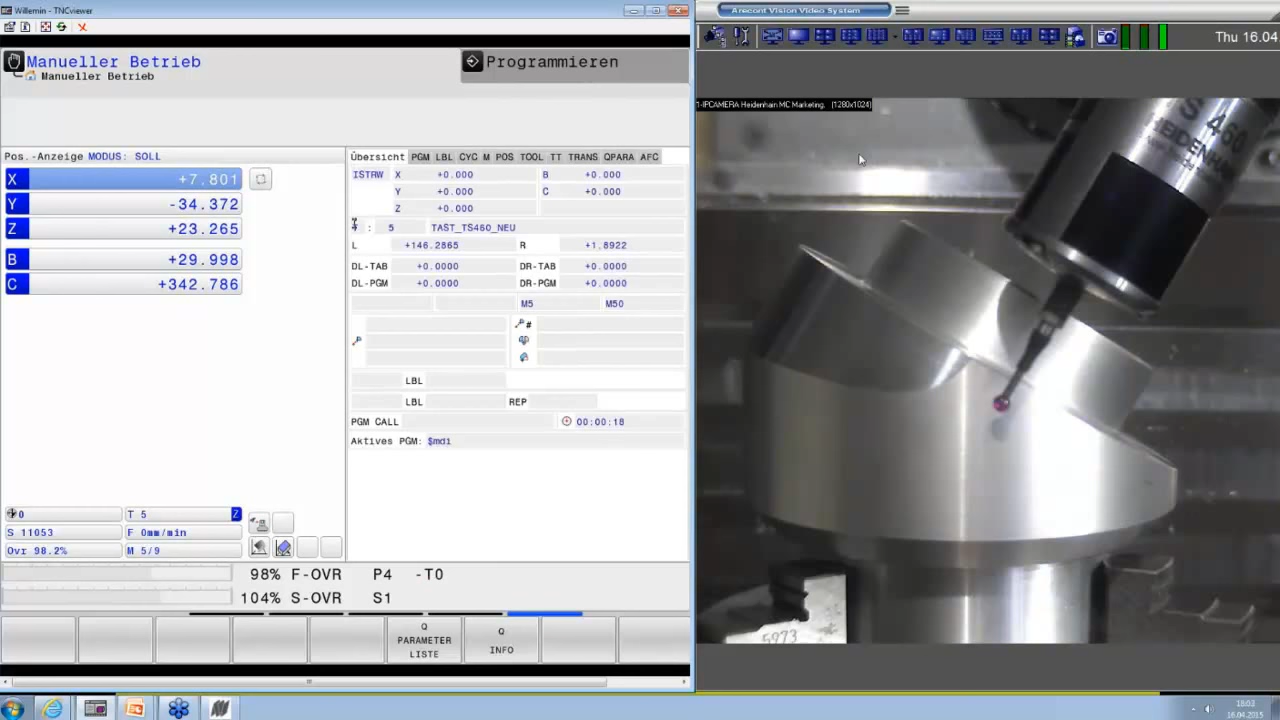 Willemin - TNCviewer
Manueller Betrieb
Manueller Betrieb
Programmieren
Pos.-Anzeige MODUS: SOLL
X +7.801
Y -34.372
Z +23.265
B +29.998
C +342.786
0
T 5 Z
S 11053
F 0mm/min
Ovr 98.2%
M 5/9
Übersicht PGM LBL CYC M POS TOOL TT TRANS QPARA AFC
ISTRW X +0.000 B +0.000
Y +0.000 C +0.000
Z +0.000
: 5 TAST_TS460_NEU
L +146.2865 R +1.8922
DL-TAB +0.0000 DR-TAB +0.0000
DL-PGM +0.0000 DR-PGM +0.0000
M5 M50
#
LBL
LBL REP
PGM CALL 00:00:18
Aktives PGM: $mdi
98% F-OVR P4 -T0
104% S-OVR S1
Q
PARAMETER
LISTE
Q
INFO
Arecont Vision Video System
Thu 16.04
1-IPCAMERA Heidenhain MC Marketing. (1280x1024)
5973
18:03
16.04.2015